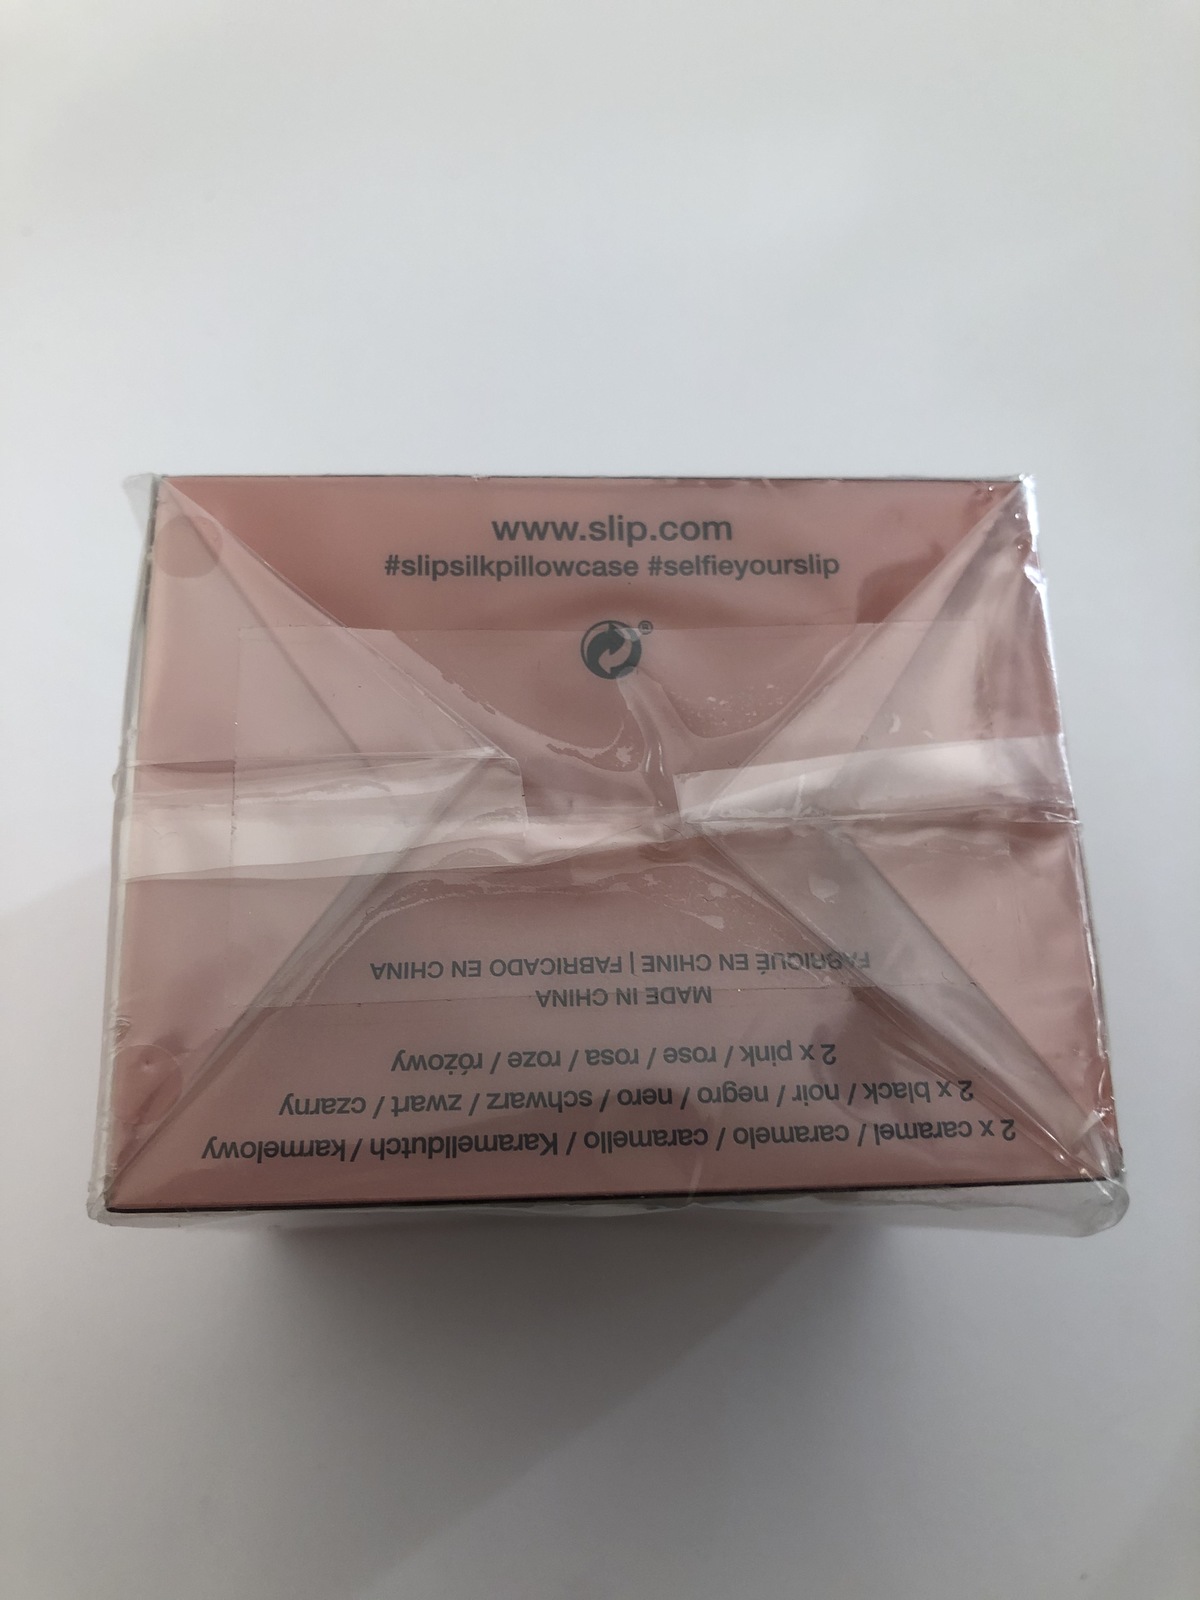 www.slip.com
#slipsilkpillowcase #selfieyourslip
®
2 x caramel / caramelo / caramello / Karamelldutch / karmelowy
2 x black / noir / negro / nero / schwarz / zwart / czarny
2 x pink / rose / rosa / roze / różowy
MADE IN CHINA
FABRIQUÉ EN CHINE | FABRICADO EN CHINA